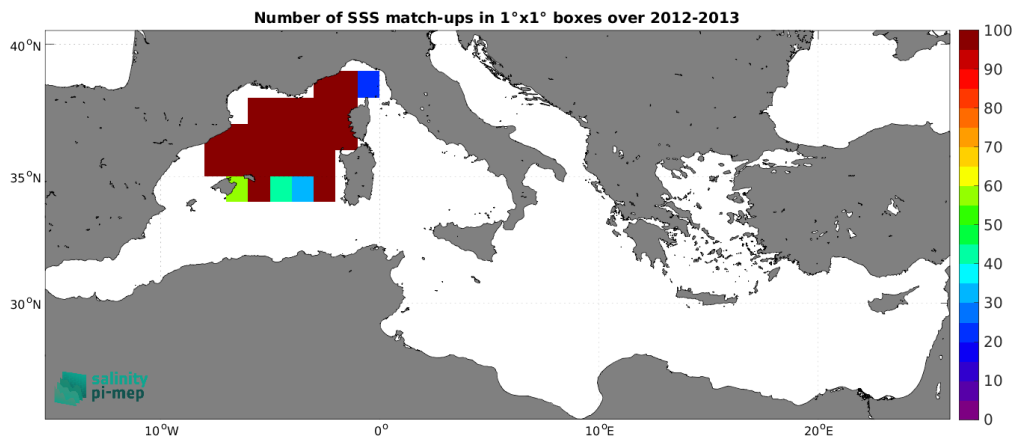 Number of SSS match-ups in 1°x1° boxes over 2012-2013
40°N
35°N
30°N
10°W
0°
10°E
20°E
100
90
80
70
60
50
40
30
20
10
0
salinity
pi-mep